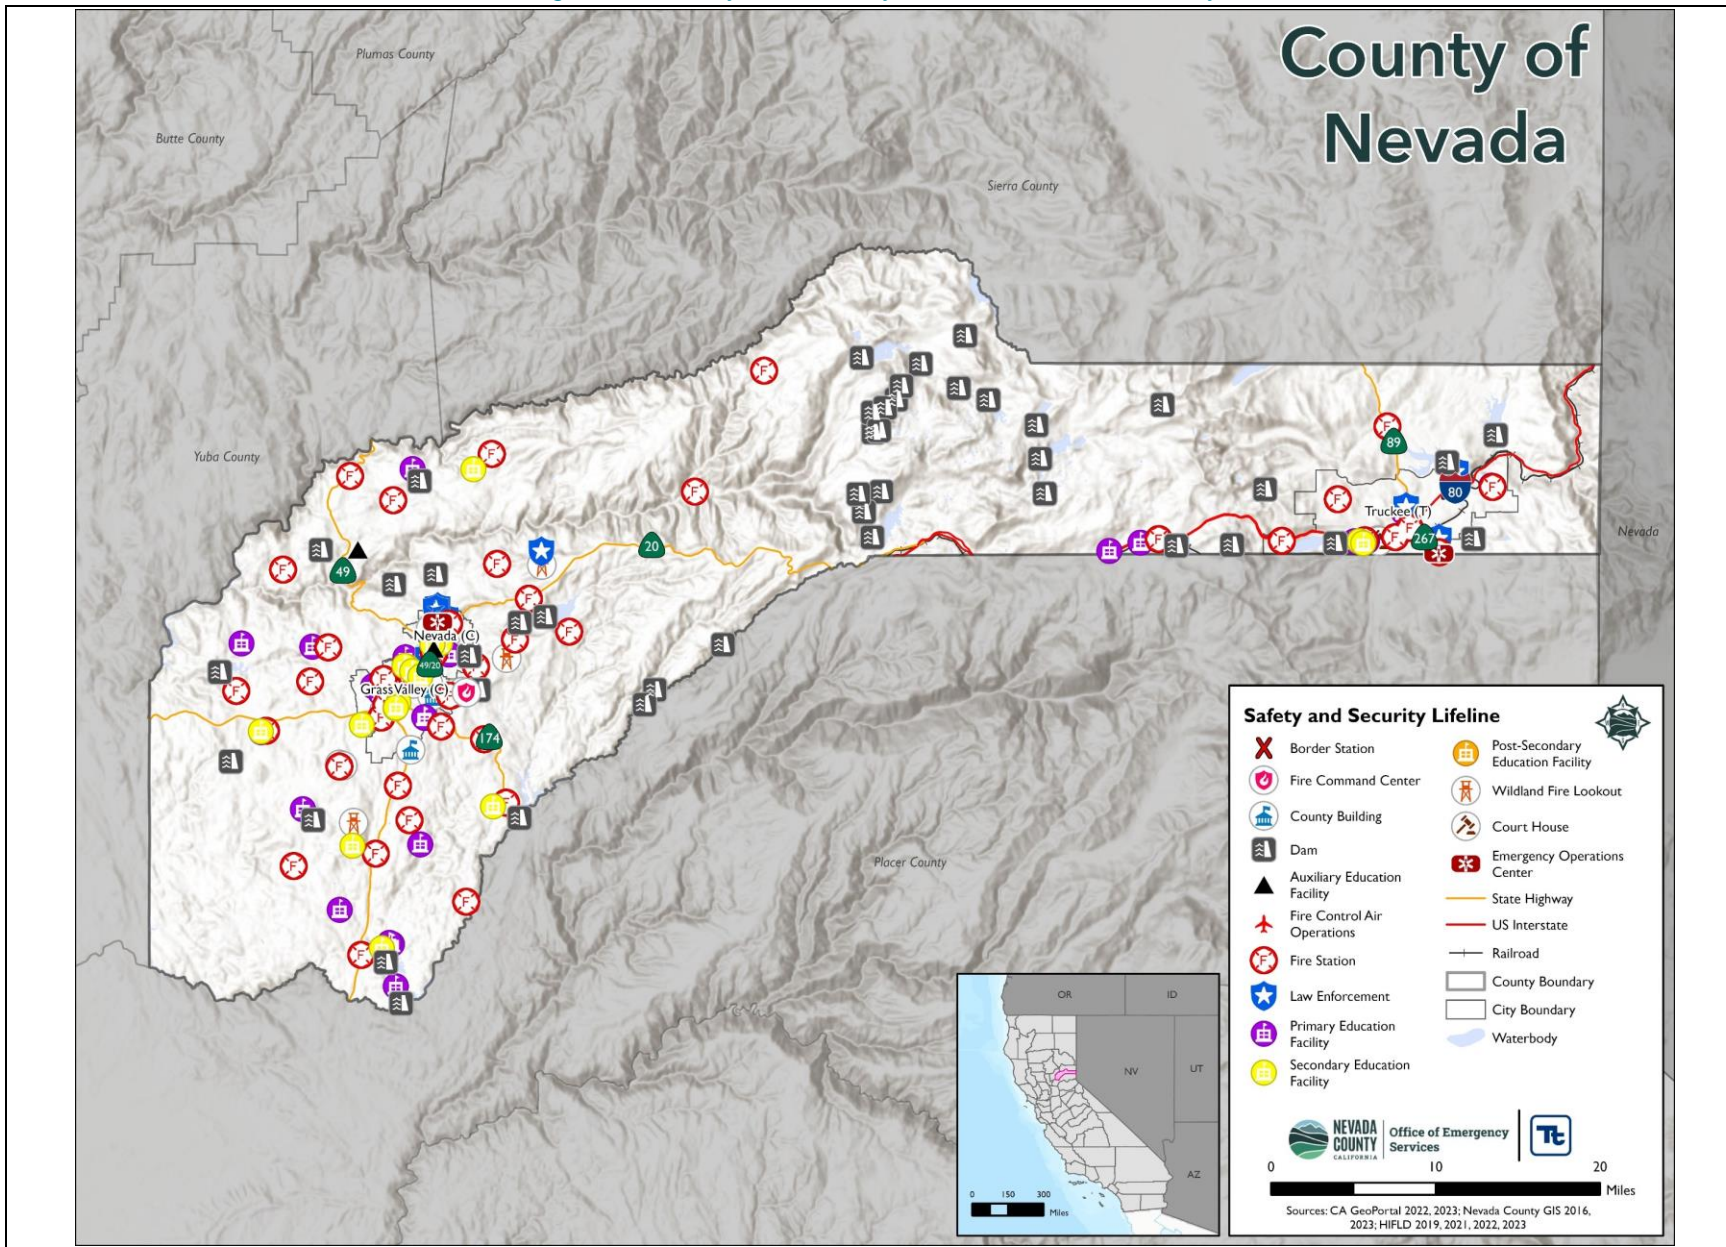 County of
Nevada
Plumas County
Butte County
Sierra County
Yuba County
Nevada
Placer County
89
80
Truckee (T)
267
20
49
Nevada (C)
49/20
Grass Valley (C)
174
F
Safety and Security Lifeline
Border Station
Fire Command Center
County Building
Dam
Auxiliary Education
Facility
Fire Control Air
Operations
Fire Station
Law Enforcement
Primary Education
Facility
Secondary Education
Facility
Post-Secondary
Education Facility
Wildland Fire Lookout
Court House
Emergency Operations
Center
State Highway
US Interstate
Railroad
County Boundary
City Boundary
Waterbody
NEVADA
COUNTY
CALIFORNIA
Office of Emergency
Services
Tt
0 10 20
Miles
Sources: CA GeoPortal 2022, 2023; Nevada County GIS 2016,
2023; HIFLD 2019, 2021, 2022, 2023
OR
ID
NV
UT
AZ
0 150 300
Miles